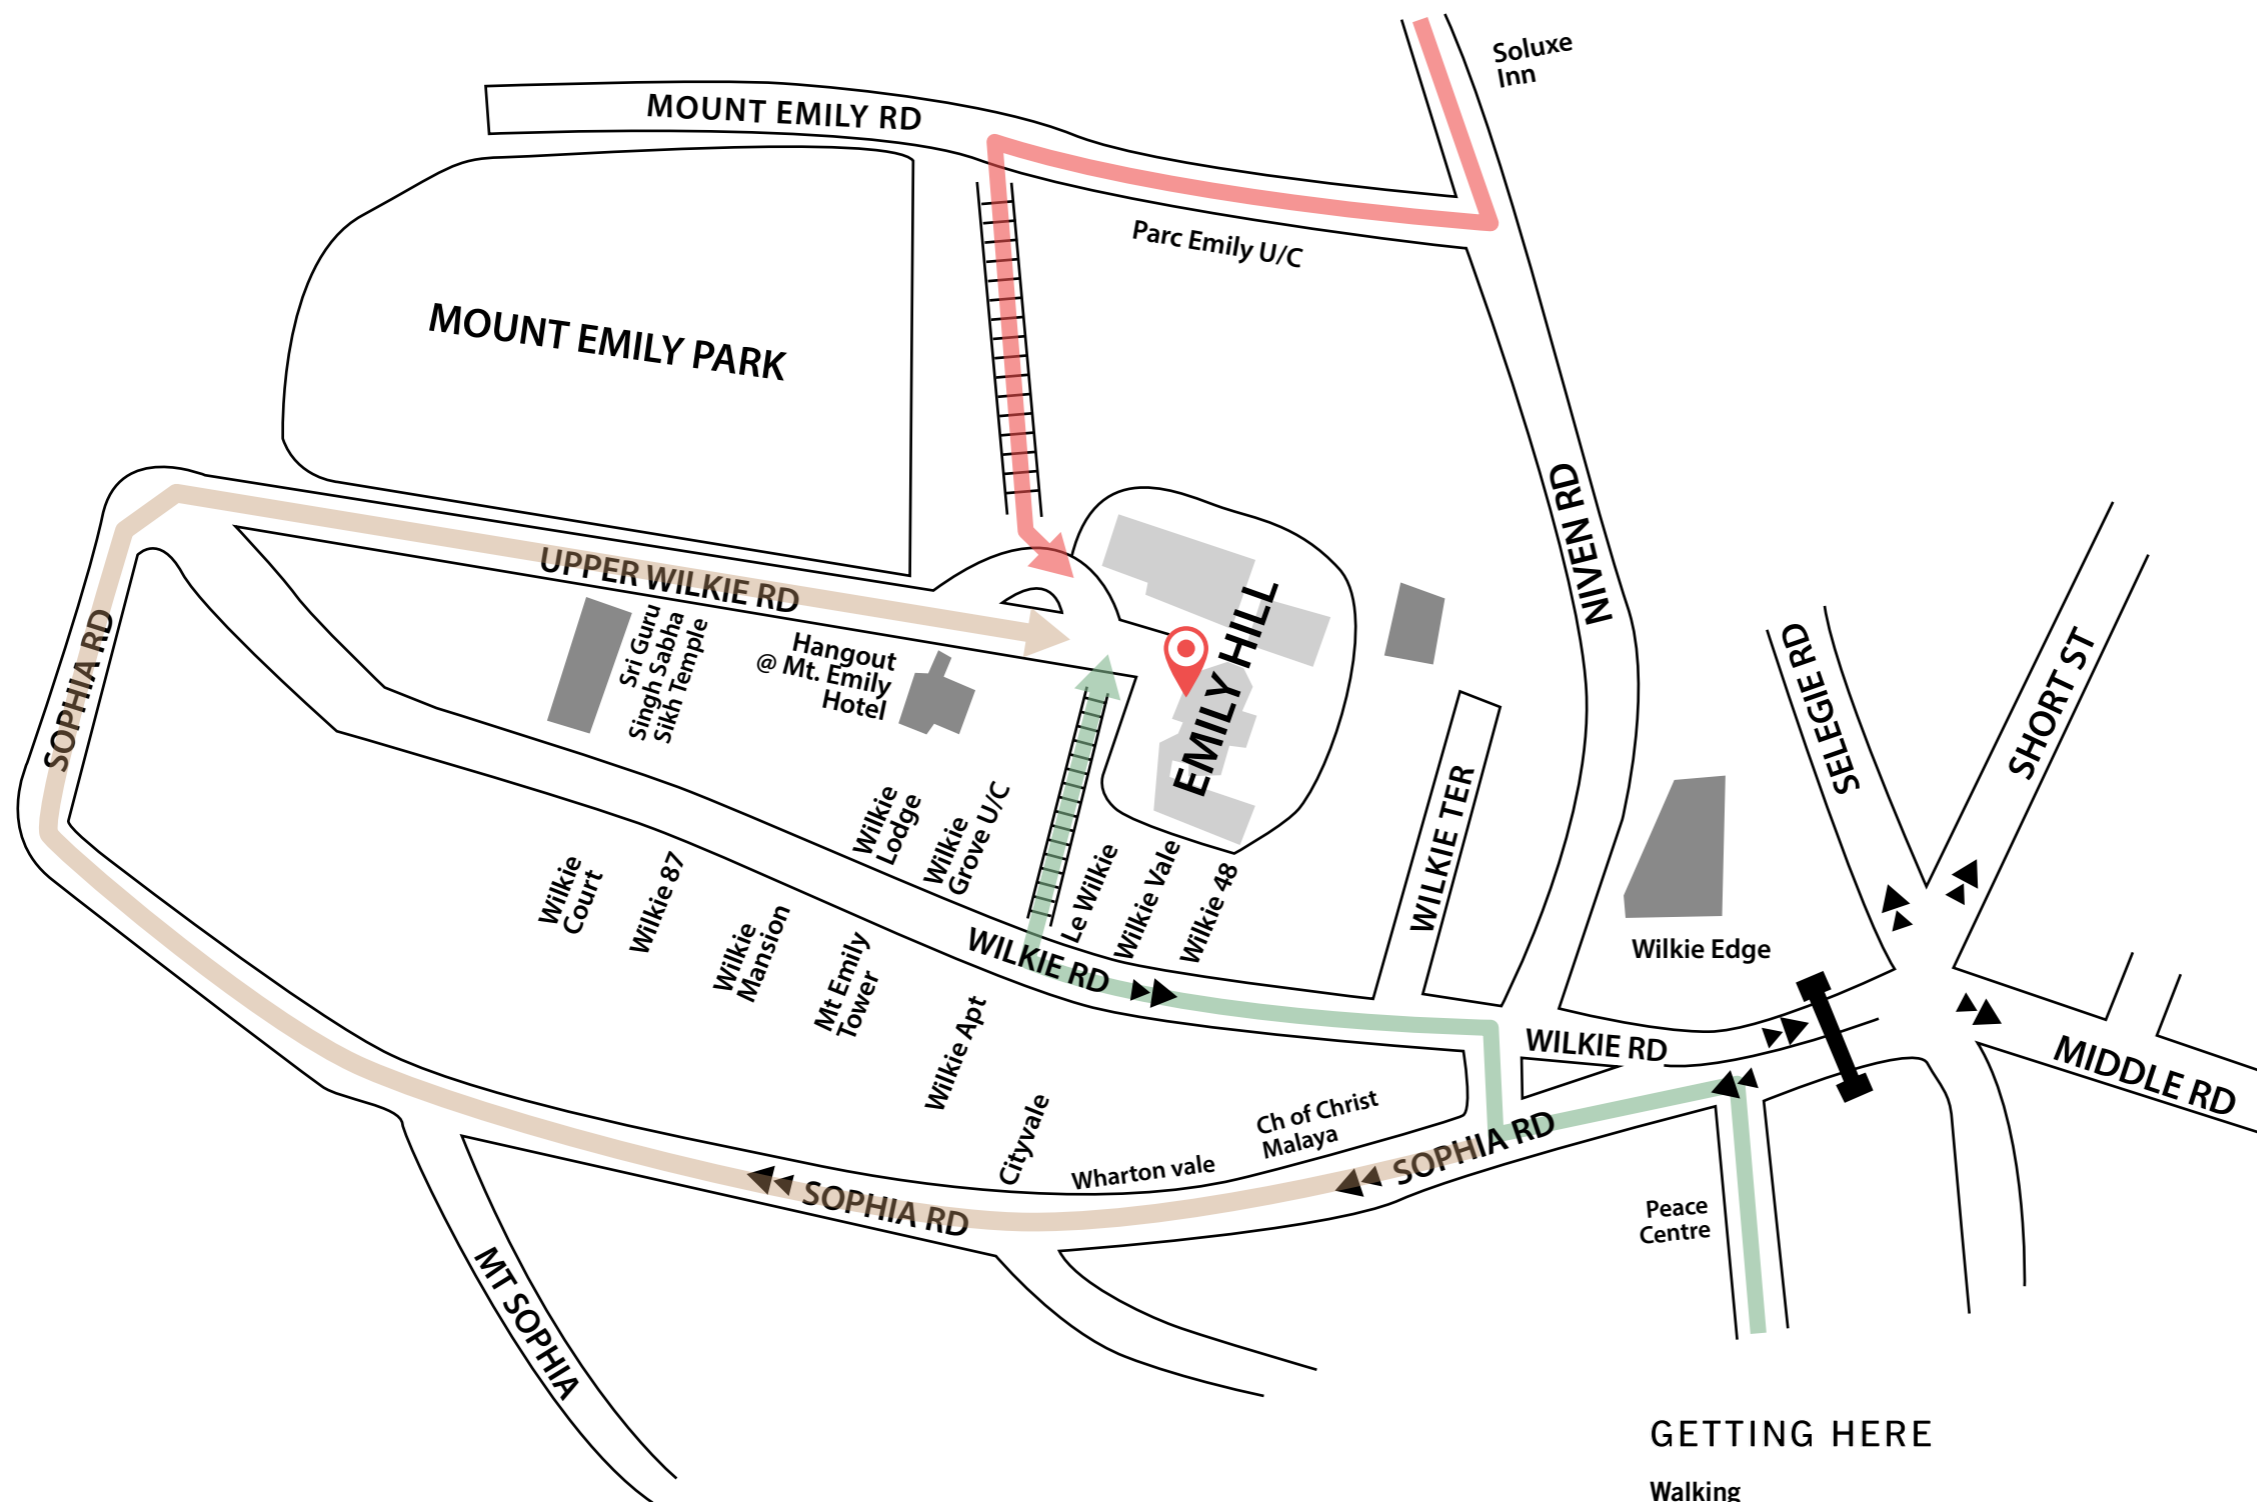 Soluxe
Inn
MOUNT EMILY RD
Parc Emily U/C
MOUNT EMILY PARK
NIVEN RD
UPPER WILKIE RD
Sri Guru
Singh Sabha
Sikh Temple
Hangout
@ Mt. Emily
Hotel
EMILY HILL
SOPHIA RD
SELEGIE RD
SHORT ST
WILKIE TER
Wilkie
Lodge
Wilkie
Grove U/C
Le Wilkie
Wilkie Vale
Wilkie 48
Wilkie
Court
Wilkie 87
Wilkie
Mansion
Mt Emily
Tower
Wilkie Apt
Cityvale
WILKIE RD
Wilkie Edge
WILKIE RD
MIDDLE RD
Ch of Christ
Malaya
Wharton vale
SOPHIA RD
SOPHIA RD
Peace
Centre
MT SOPHIA
GETTING HERE
Walking